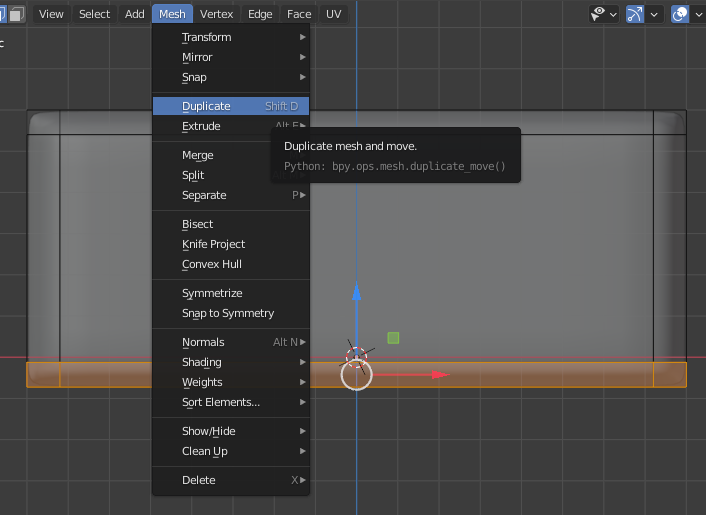 View Select Add Mesh Vertex Edge Face UV
c
Transform
Mirror
Snap
Duplicate Shift D
Extrude Alt E
Duplicate mesh and move.
Python: bpy.ops.mesh.duplicate_move()
Merge
Split
Separate P
Bisect
Knife Project
Convex Hull
Symmetrize
Snap to Symmetry
Normals Alt N
Shading
Weights
Sort Elements...
Show/Hide
Clean Up
Delete X